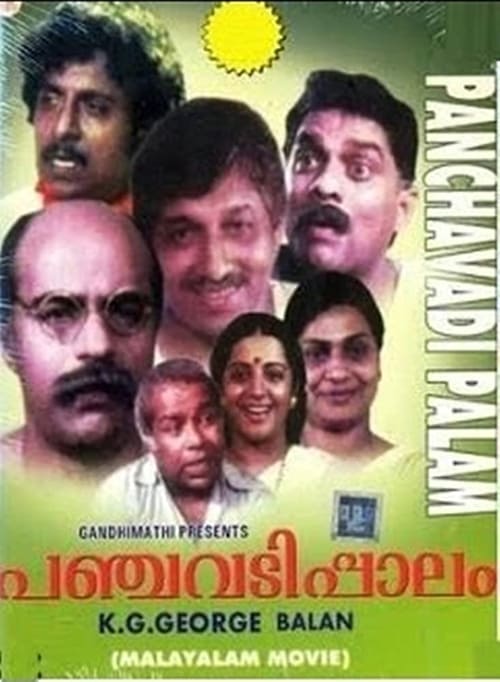 PANCHAVADI PALAM
GANDHIMATHI PRESENTS
പഞ്ചവടിപ്പാലം
K.G.GEORGE BALAN
(MALAYALAM MOVIE)